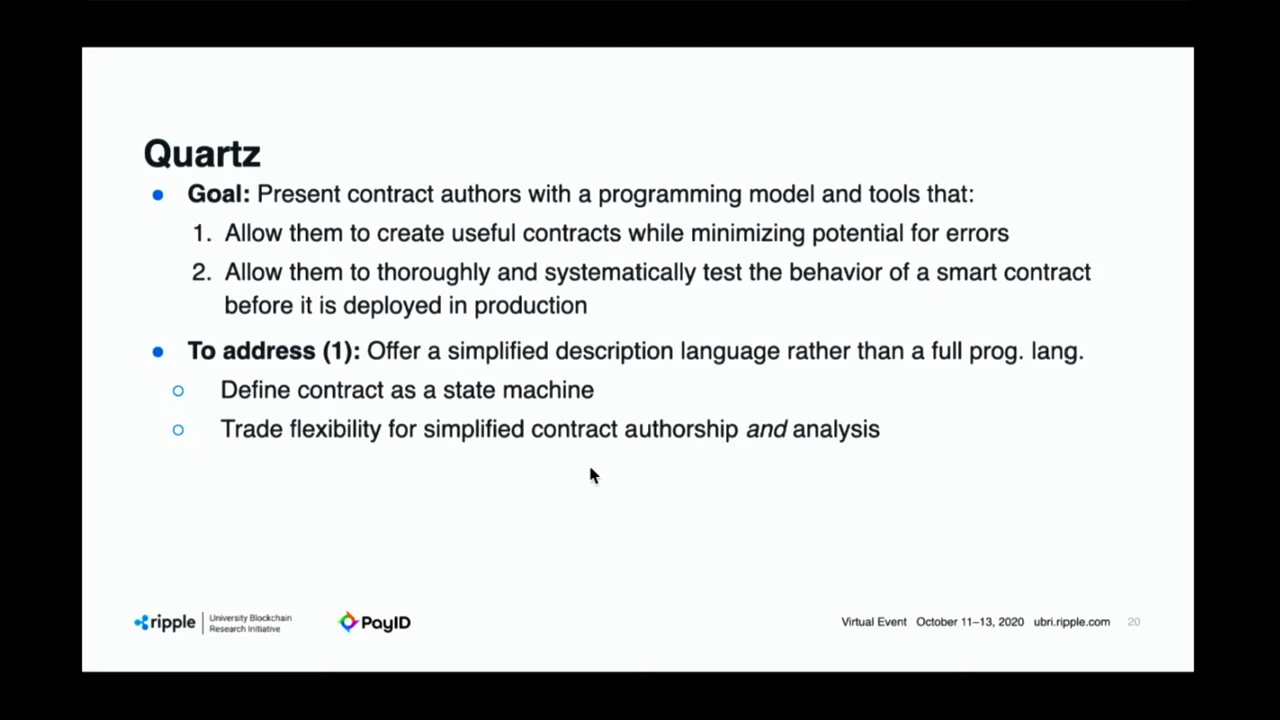 Quartz
● Goal: Present contract authors with a programming model and tools that:
1. Allow them to create useful contracts while minimizing potential for errors
2. Allow them to thoroughly and systematically test the behavior of a smart contract
before it is deployed in production
● To address (1): Offer a simplified description language rather than a full prog. lang.
○ Define contract as a state machine
○ Trade flexibility for simplified contract authorship and analysis
ripple | University Blockchain
Research Initiative
PayID
Virtual Event October 11–13, 2020 ubri.ripple.com 20